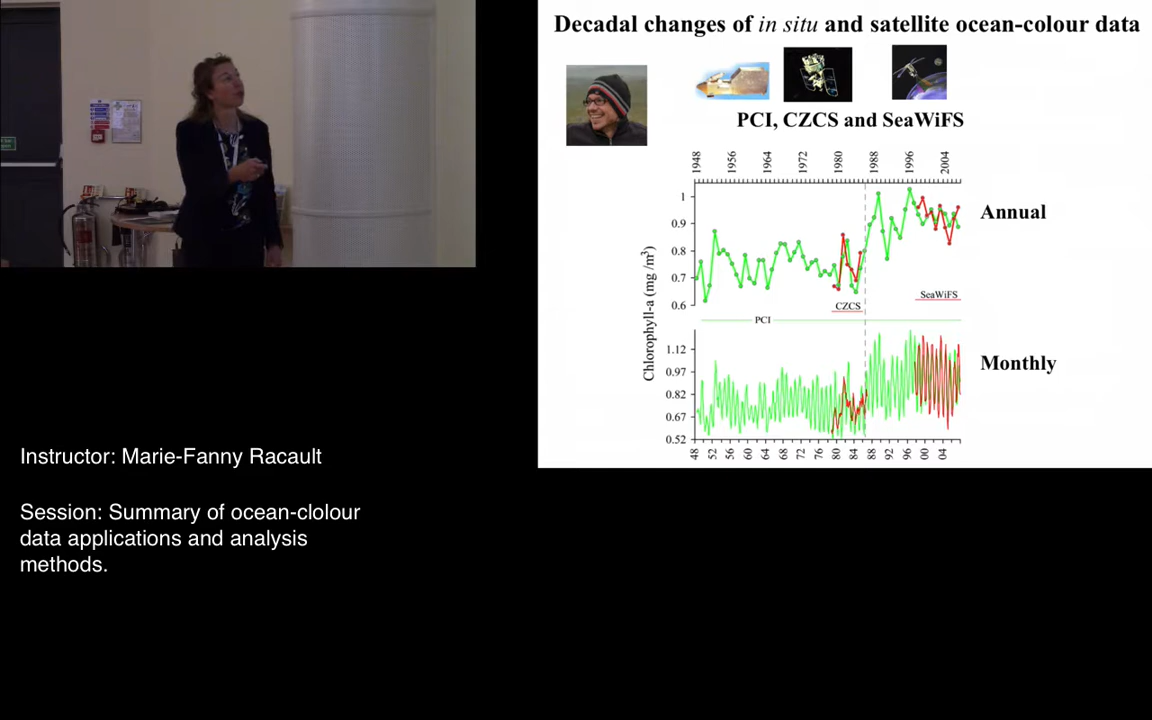 Decadal changes of in situ and satellite ocean-colour data
PCI, CZCS and SeaWiFS
1948 1956 1964 1972 1980 1988 1996 2004
1
0.9
0.8
0.7
0.6
Annual
Chlorophyll-a (mg /m³)
CZCS
SeaWiFS
PCI
1.12
0.97
0.82
0.67
0.52
Monthly
48 52 56 60 64 68 72 76 80 84 88 92 96 00 04
Instructor: Marie-Fanny Racault
Session: Summary of ocean-clolour
data applications and analysis
methods.